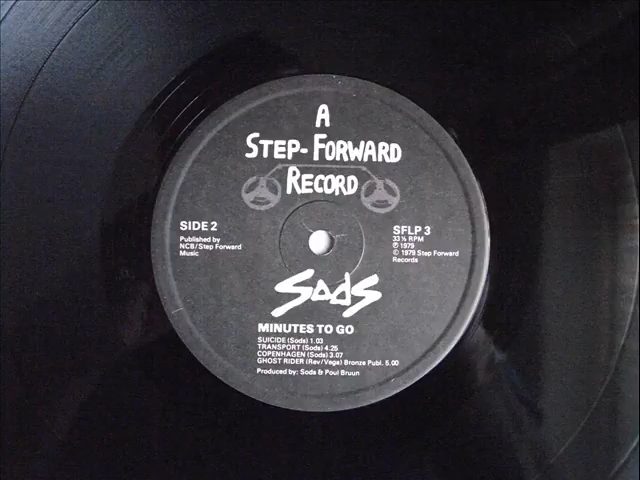 A
STEP-FORWARD
RECORD
SIDE 2
Published by
NCB/Step Forward
Music
SFLP 3
33⅓ RPM
℗ 1979
© 1979 Step Forward
Records
Sods
MINUTES TO GO
SUICIDE (Sods) 1.03
TRANSPORT (Sods) 4.25
COPENHAGEN (Sods) 3.07
GHOST RIDER (Rev/Vega) Bronze Publ. 5.00
Produced by: Sods & Poul Bruun